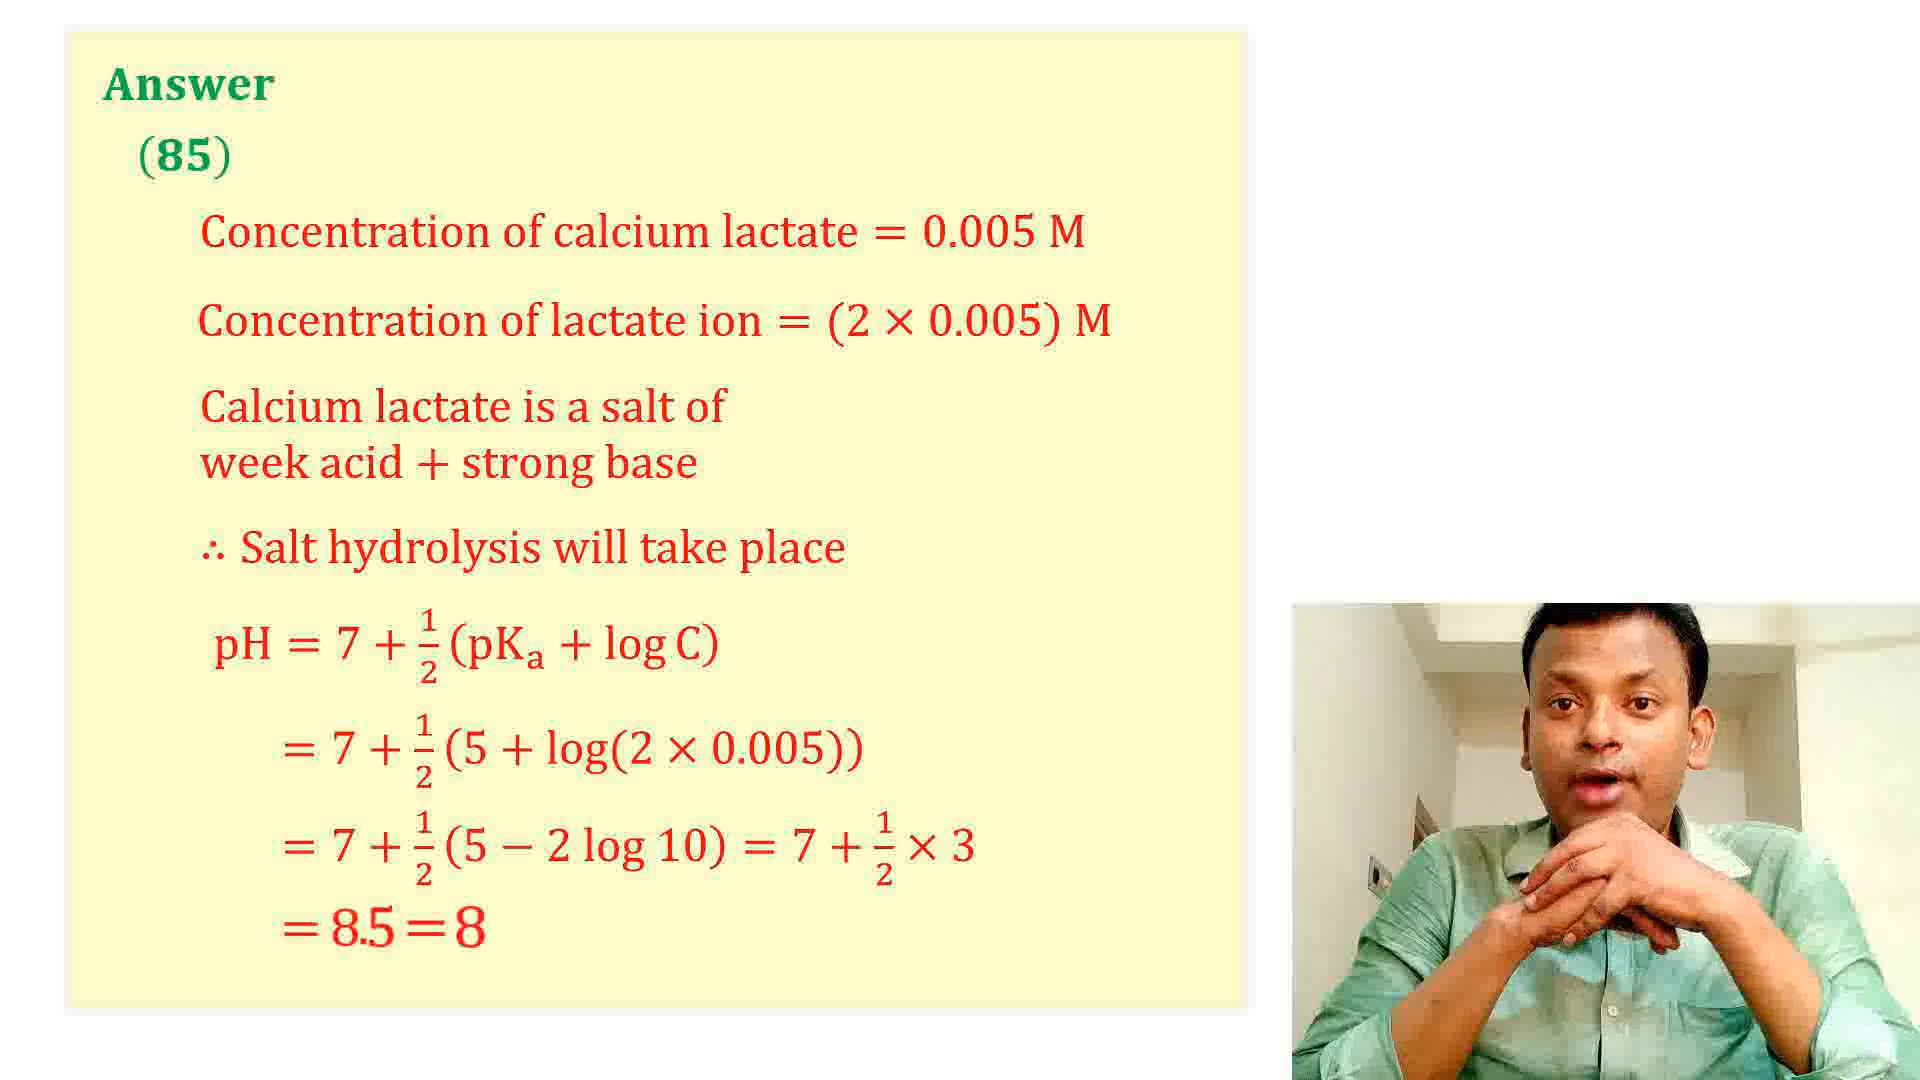 Answer
(85)
Concentration of calcium lactate = 0.005 M
Concentration of lactate ion = (2 × 0.005) M
Calcium lactate is a salt of
week acid + strong base
∴ Salt hydrolysis will take place
pH = 7 + 1/2 (pKₐ + log C)
= 7 + 1/2 (5 + log(2 × 0.005))
= 7 + 1/2 (5 − 2 log 10) = 7 + 1/2 × 3
= 8.5 = 8